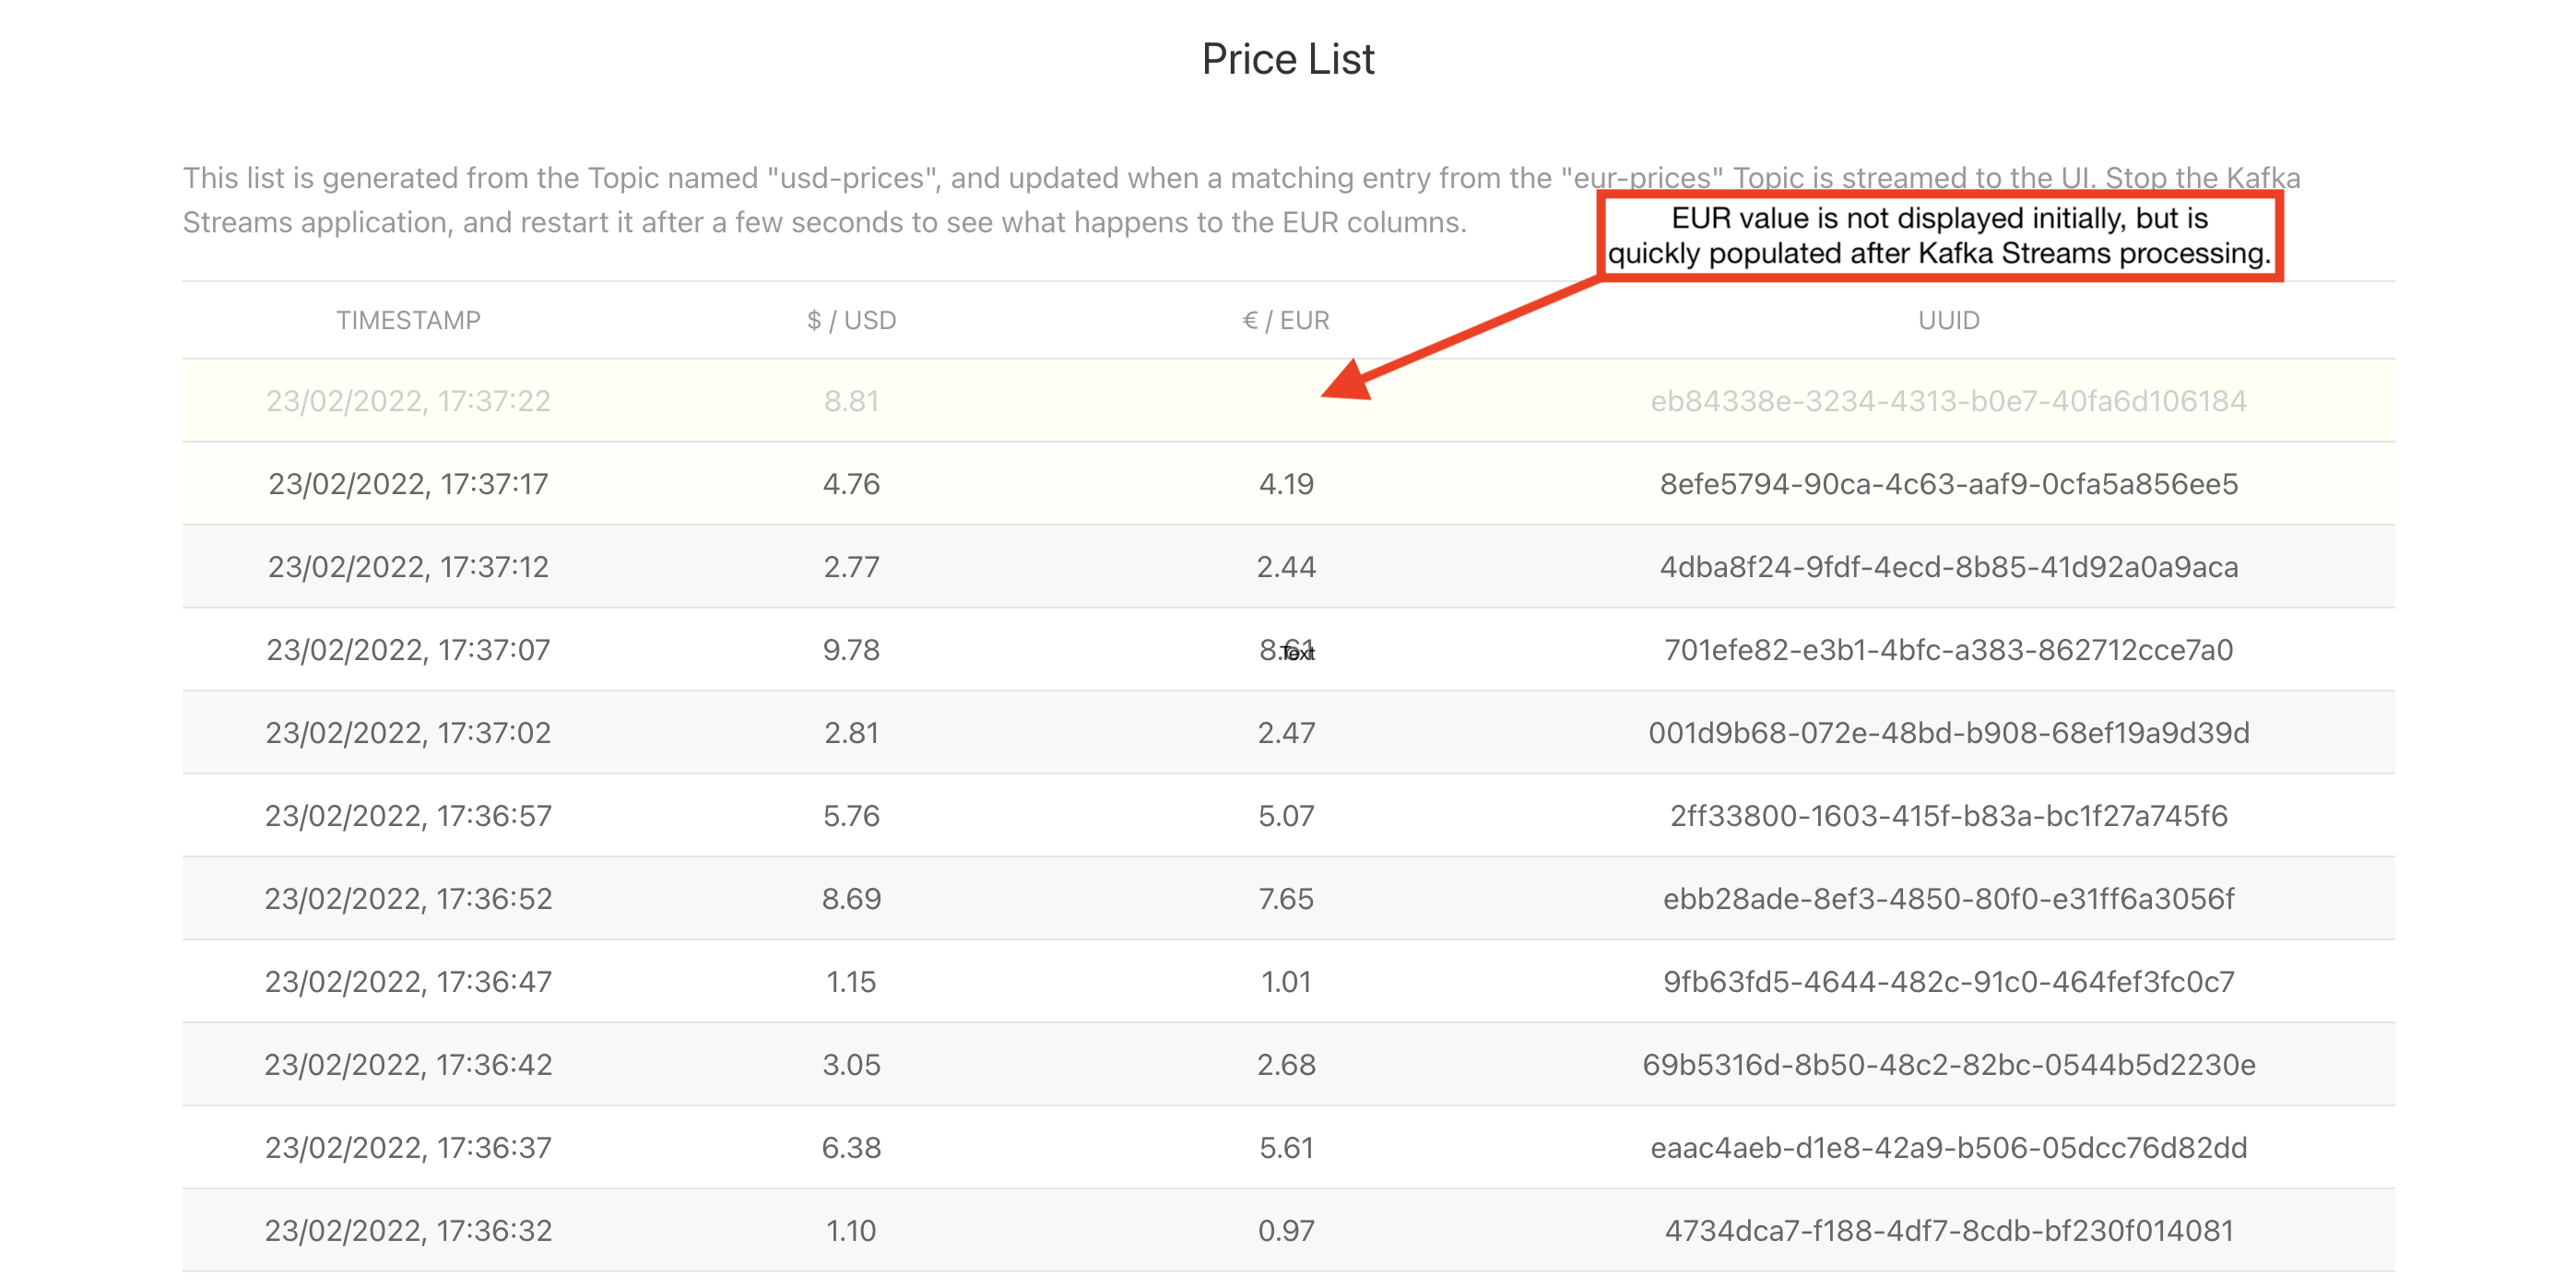 Price List
This list is generated from the Topic named "usd-prices", and updated when a matching entry from the "eur-prices" Topic is streamed to the UI. Stop the Kafka
Streams application, and restart it after a few seconds to see what happens to the EUR columns.
EUR value is not displayed initially, but is
quickly populated after Kafka Streams processing.
TIMESTAMP $ / USD € / EUR UUID
23/02/2022, 17:37:22 8.81 eb84338e-3234-4313-b0e7-40fa6d106184
23/02/2022, 17:37:17 4.76 4.19 8efe5794-90ca-4c63-aaf9-0cfa5a856ee5
23/02/2022, 17:37:12 2.77 2.44 4dba8f24-9fdf-4ecd-8b85-41d92a0a9aca
23/02/2022, 17:37:07 9.78 8.61 Text 701efe82-e3b1-4bfc-a383-862712cce7a0
23/02/2022, 17:37:02 2.81 2.47 001d9b68-072e-48bd-b908-68ef19a9d39d
23/02/2022, 17:36:57 5.76 5.07 2ff33800-1603-415f-b83a-bc1f27a745f6
23/02/2022, 17:36:52 8.69 7.65 ebb28ade-8ef3-4850-80f0-e31ff6a3056f
23/02/2022, 17:36:47 1.15 1.01 9fb63fd5-4644-482c-91c0-464fef3fc0c7
23/02/2022, 17:36:42 3.05 2.68 69b5316d-8b50-48c2-82bc-0544b5d2230e
23/02/2022, 17:36:37 6.38 5.61 eaac4aeb-d1e8-42a9-b506-05dcc76d82dd
23/02/2022, 17:36:32 1.10 0.97 4734dca7-f188-4df7-8cdb-bf230f014081